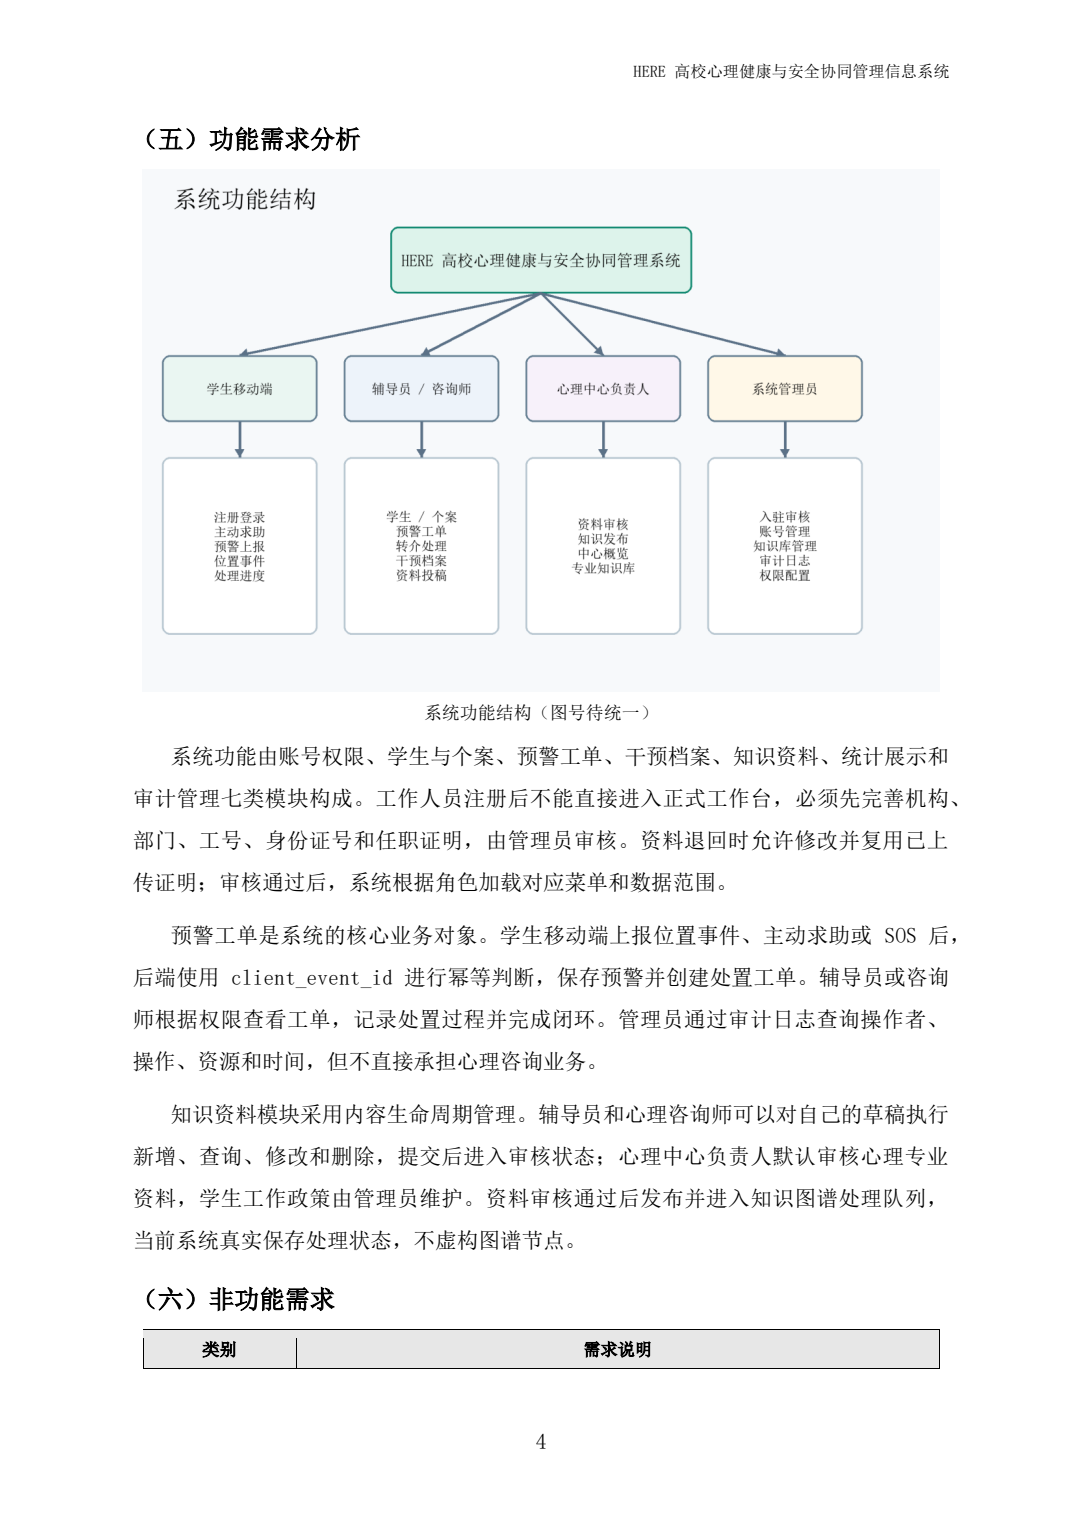 HERE 高校心理健康与安全协同管理信息系统
（五）功能需求分析
系统功能结构
HERE 高校心理健康与安全协同管理系统
学生移动端
辅导员 / 咨询师
心理中心负责人
系统管理员
注册登录
主动求助
预警上报
位置事件
处理进度
学生 / 个案
预警工单
转介处理
干预档案
资料投稿
资料审核
知识发布
中心概览
专业知识库
入驻审核
账号管理
知识库管理
审计日志
权限配置
系统功能结构（图号待统一）
系统功能由账号权限、学生与个案、预警工单、干预档案、知识资料、统计展示和
审计管理七类模块构成。工作人员注册后不能直接进入正式工作台，必须先完善机构、
部门、工号、身份证号和任职证明，由管理员审核。资料退回时允许修改并复用已上
传证明；审核通过后，系统根据角色加载对应菜单和数据范围。
预警工单是系统的核心业务对象。学生移动端上报位置事件、主动求助或 SOS 后，
后端使用 client_event_id 进行幂等判断，保存预警并创建处置工单。辅导员或咨询
师根据权限查看工单，记录处置过程并完成闭环。管理员通过审计日志查询操作者、
操作、资源和时间，但不直接承担心理咨询业务。
知识资料模块采用内容生命周期管理。辅导员和心理咨询师可以对自己的草稿执行
新增、查询、修改和删除，提交后进入审核状态；心理中心负责人默认审核心理专业
资料，学生工作政策由管理员维护。资料审核通过后发布并进入知识图谱处理队列，
当前系统真实保存处理状态，不虚构图谱节点。
（六）非功能需求
类别
需求说明
4